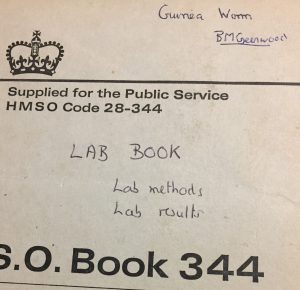 Guinea Worm
BMGreenwood
Supplied for the Public Service
HMSO Code 28-344
LAB BOOK
Lab methods
Lab results
S.O. Book 344